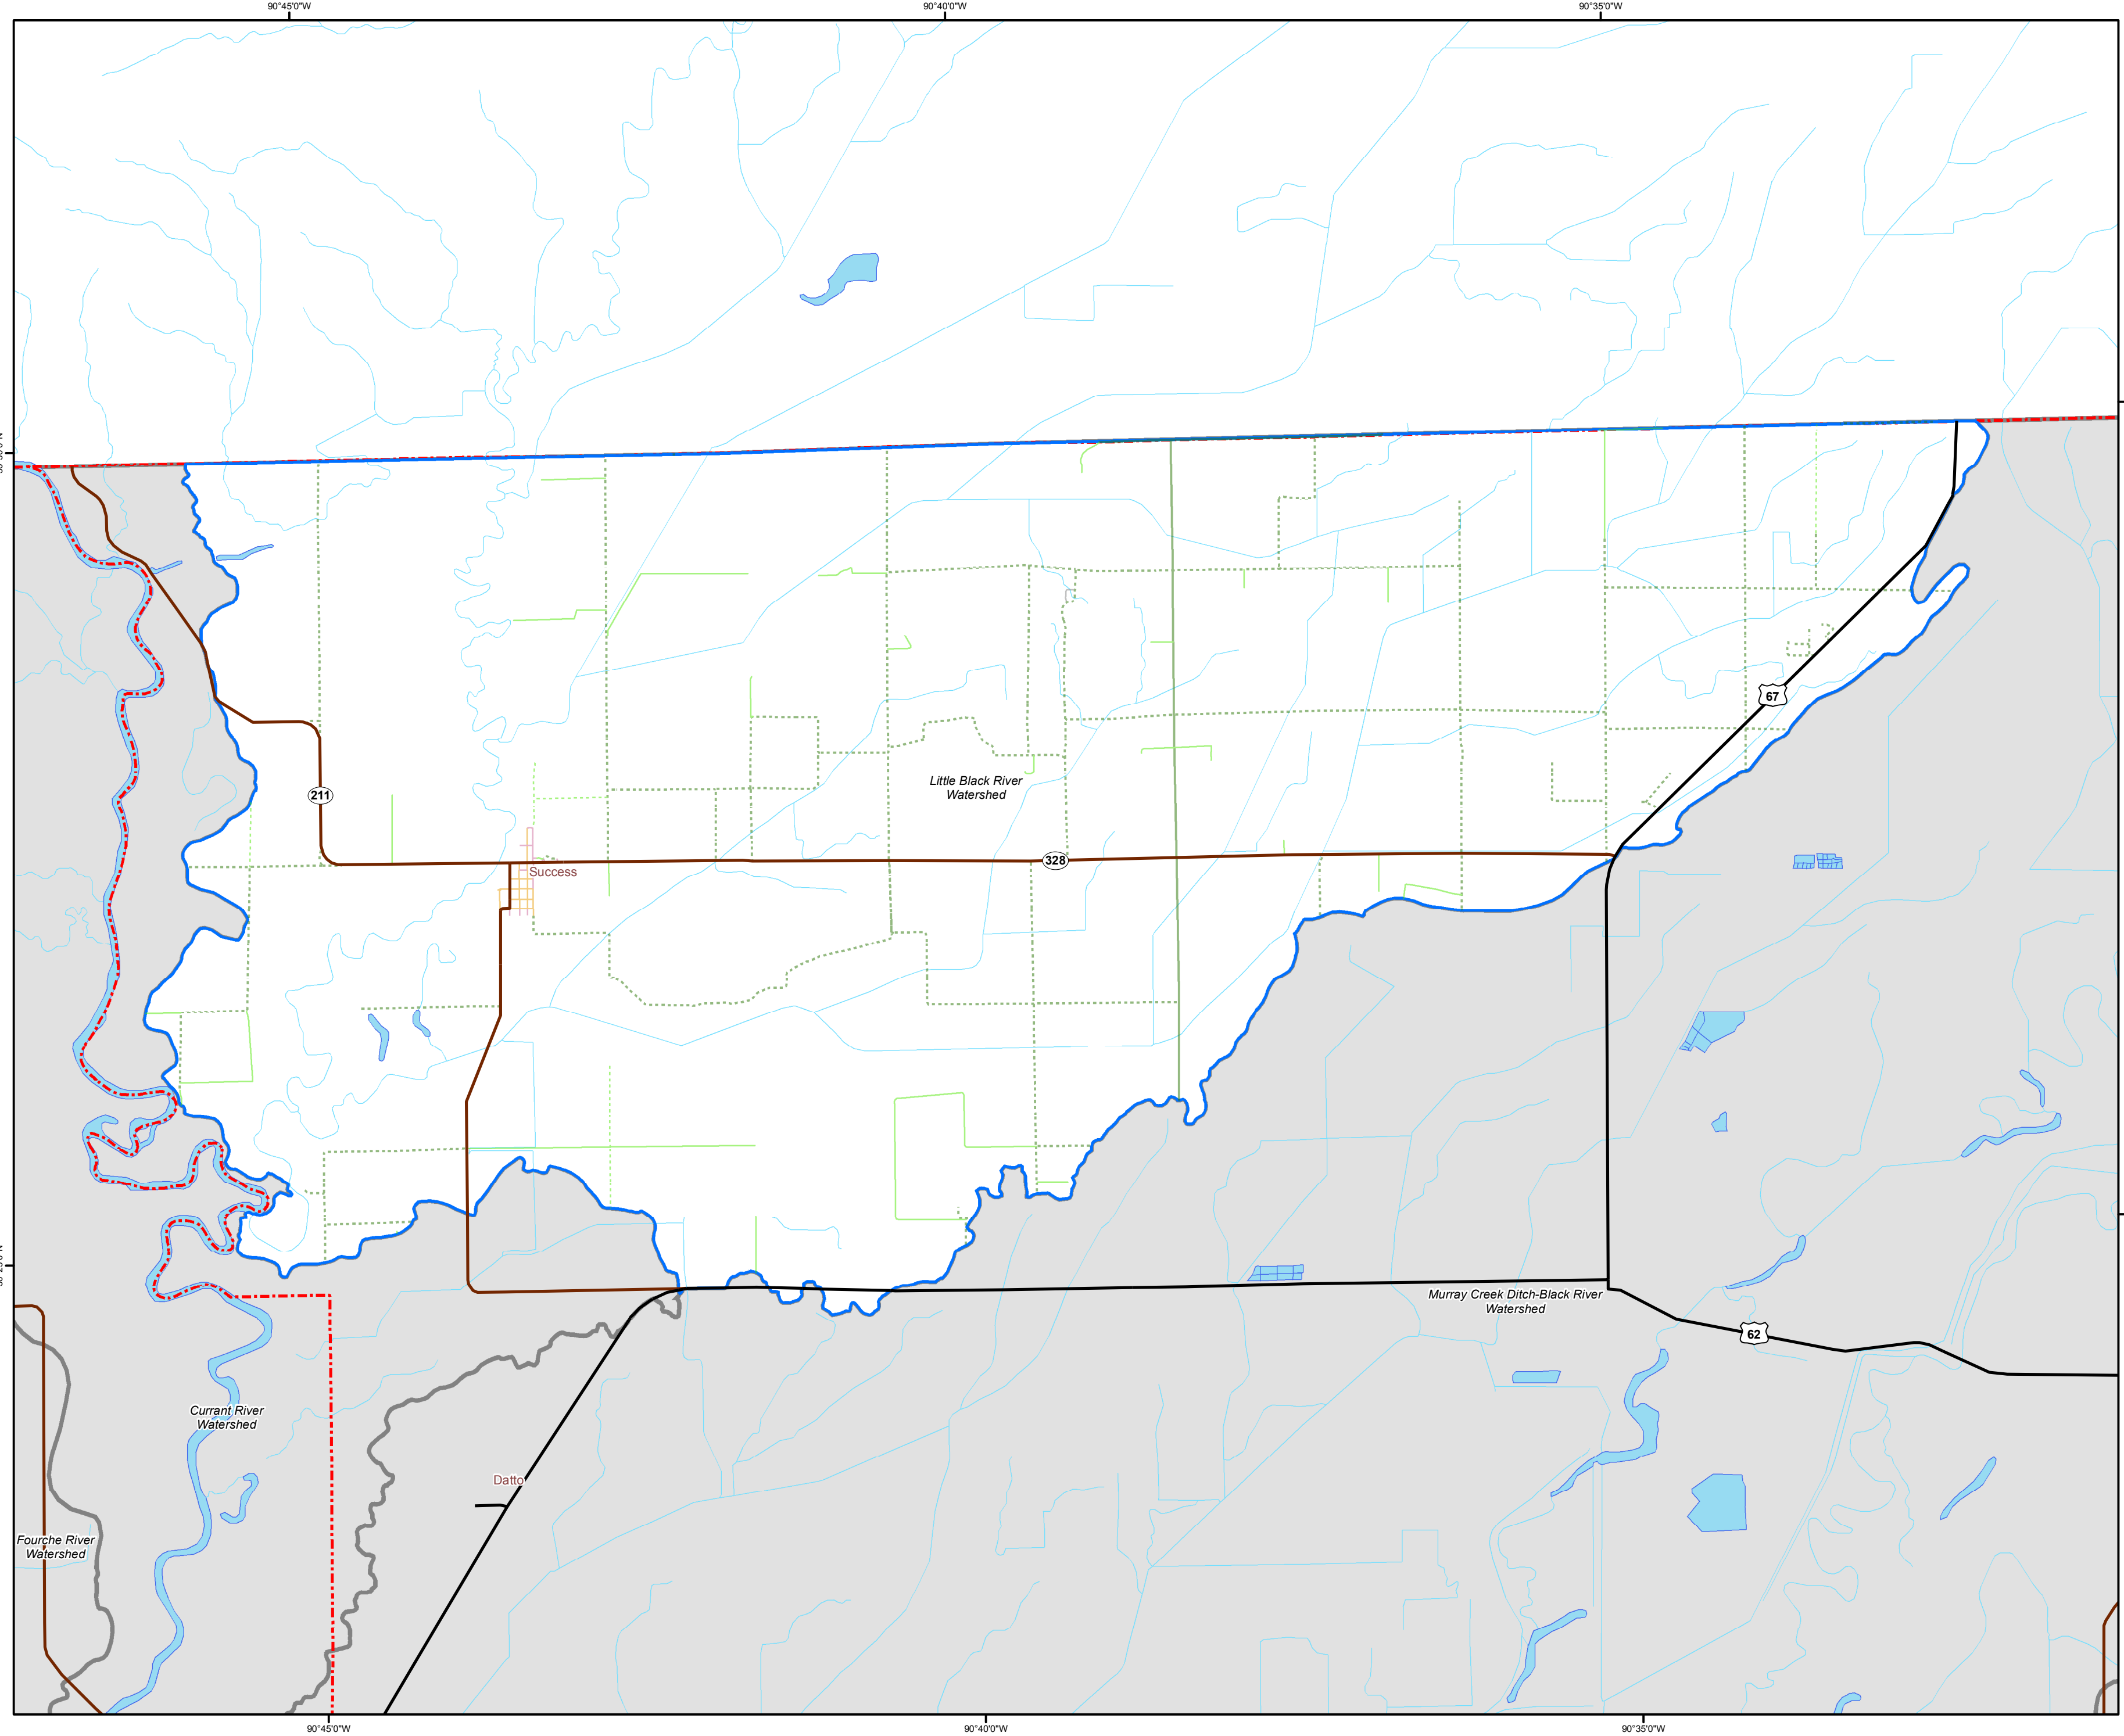 90°45'0"W
90°40'0"W
90°35'0"W
67
Little Black River
Watershed
211
328
Success
Murray Creek Ditch-Black River
Watershed
62
Currant River
Watershed
Datto
Fourche River
Watershed
90°45'0"W
90°40'0"W
90°35'0"W